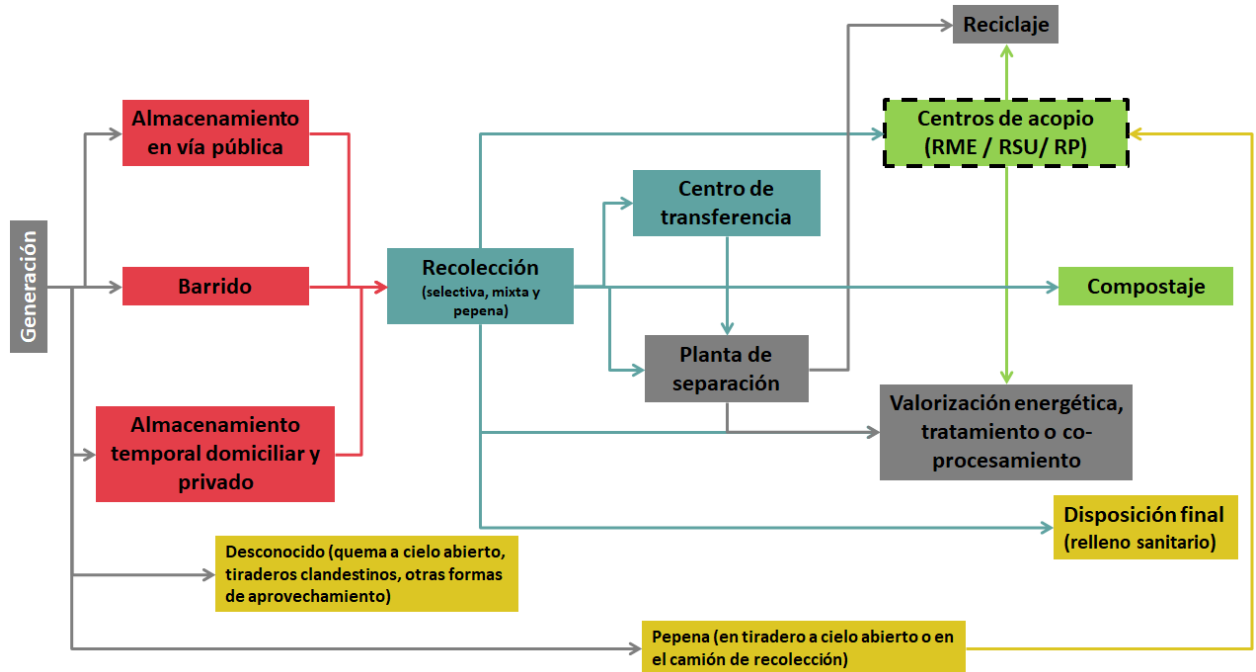 Reciclaje
Almacenamiento
en vía pública
Centros de acopio
(RME / RSU/ RP)
Centro de
transferencia
Generación
Barrido
Recolección
(selectiva, mixta y
pepena)
Compostaje
Planta de
separación
Almacenamiento
temporal domiciliar y
privado
Valorización energética,
tratamiento o co-
procesamiento
Disposición final
(relleno sanitario)
Desconocido (quema a cielo abierto,
tiraderos clandestinos, otras formas
de aprovechamiento)
Pepena (en tiradero a cielo abierto o en
el camión de recolección)